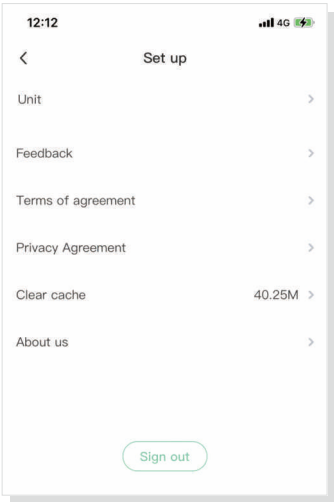 12:12
4G
Set up
Unit
Feedback
Terms of agreement
Privacy Agreement
Clear cache 40.25M
About us
Sign out